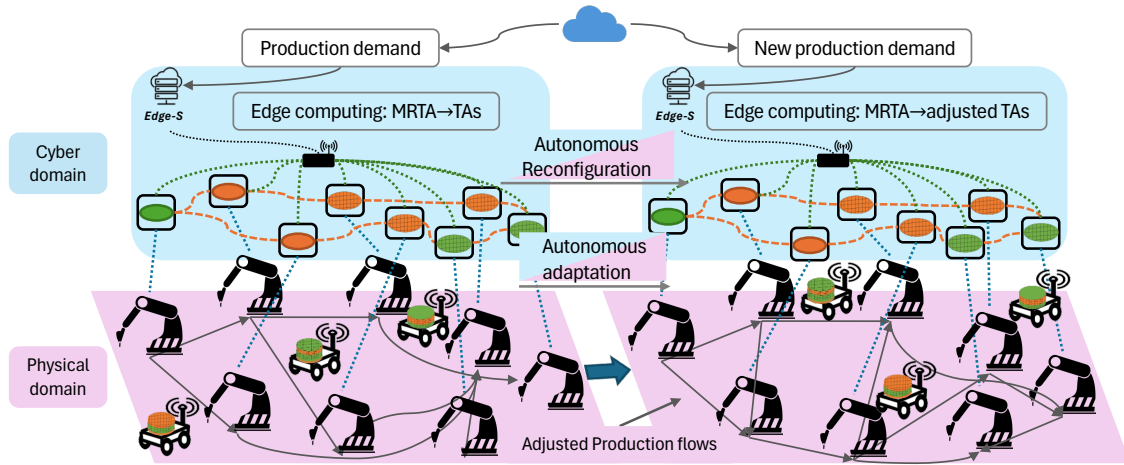 Production demand
New production demand
Edge-S
Edge computing: MRTA→TAs
Edge-S
Edge computing: MRTA→adjusted TAs
Cyber
domain
Autonomous
Reconfiguration
Autonomous
adaptation
Physical
domain
Adjusted Production flows